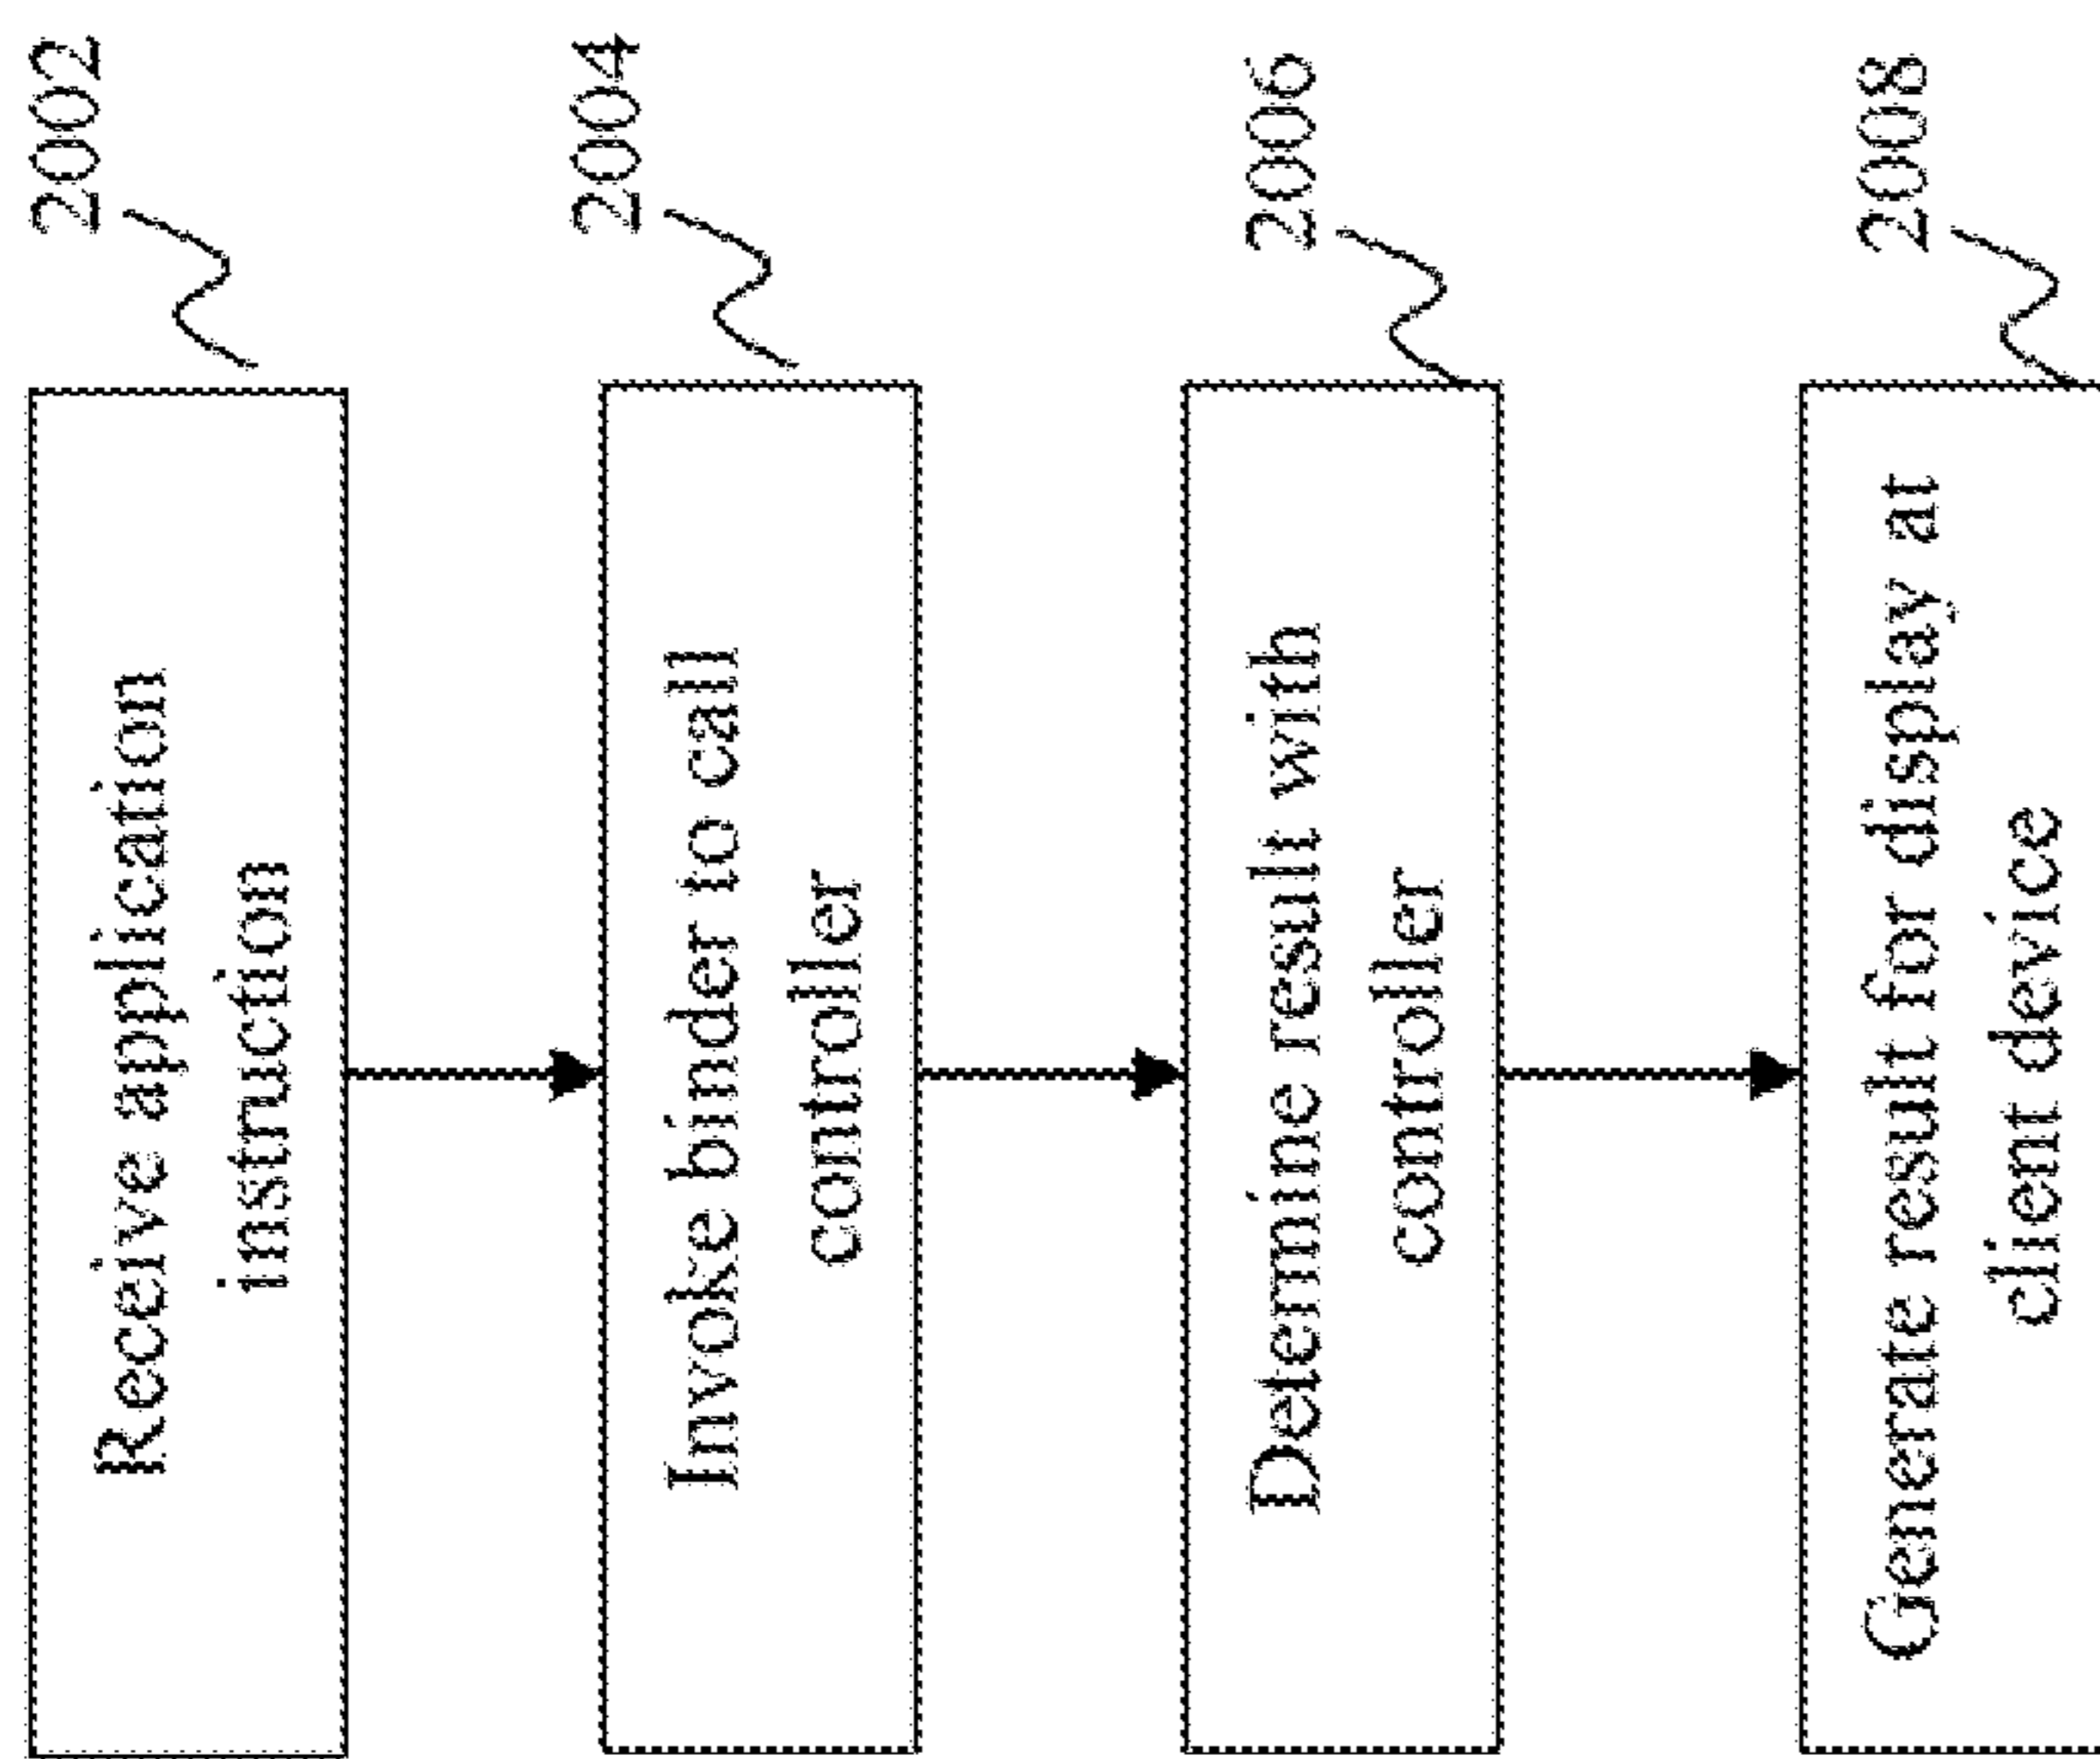 2002
Receive application
instruction
2004
Invoke binder to call
controller
2006
Determine result with
controller
2008
Generate result for display at
client device